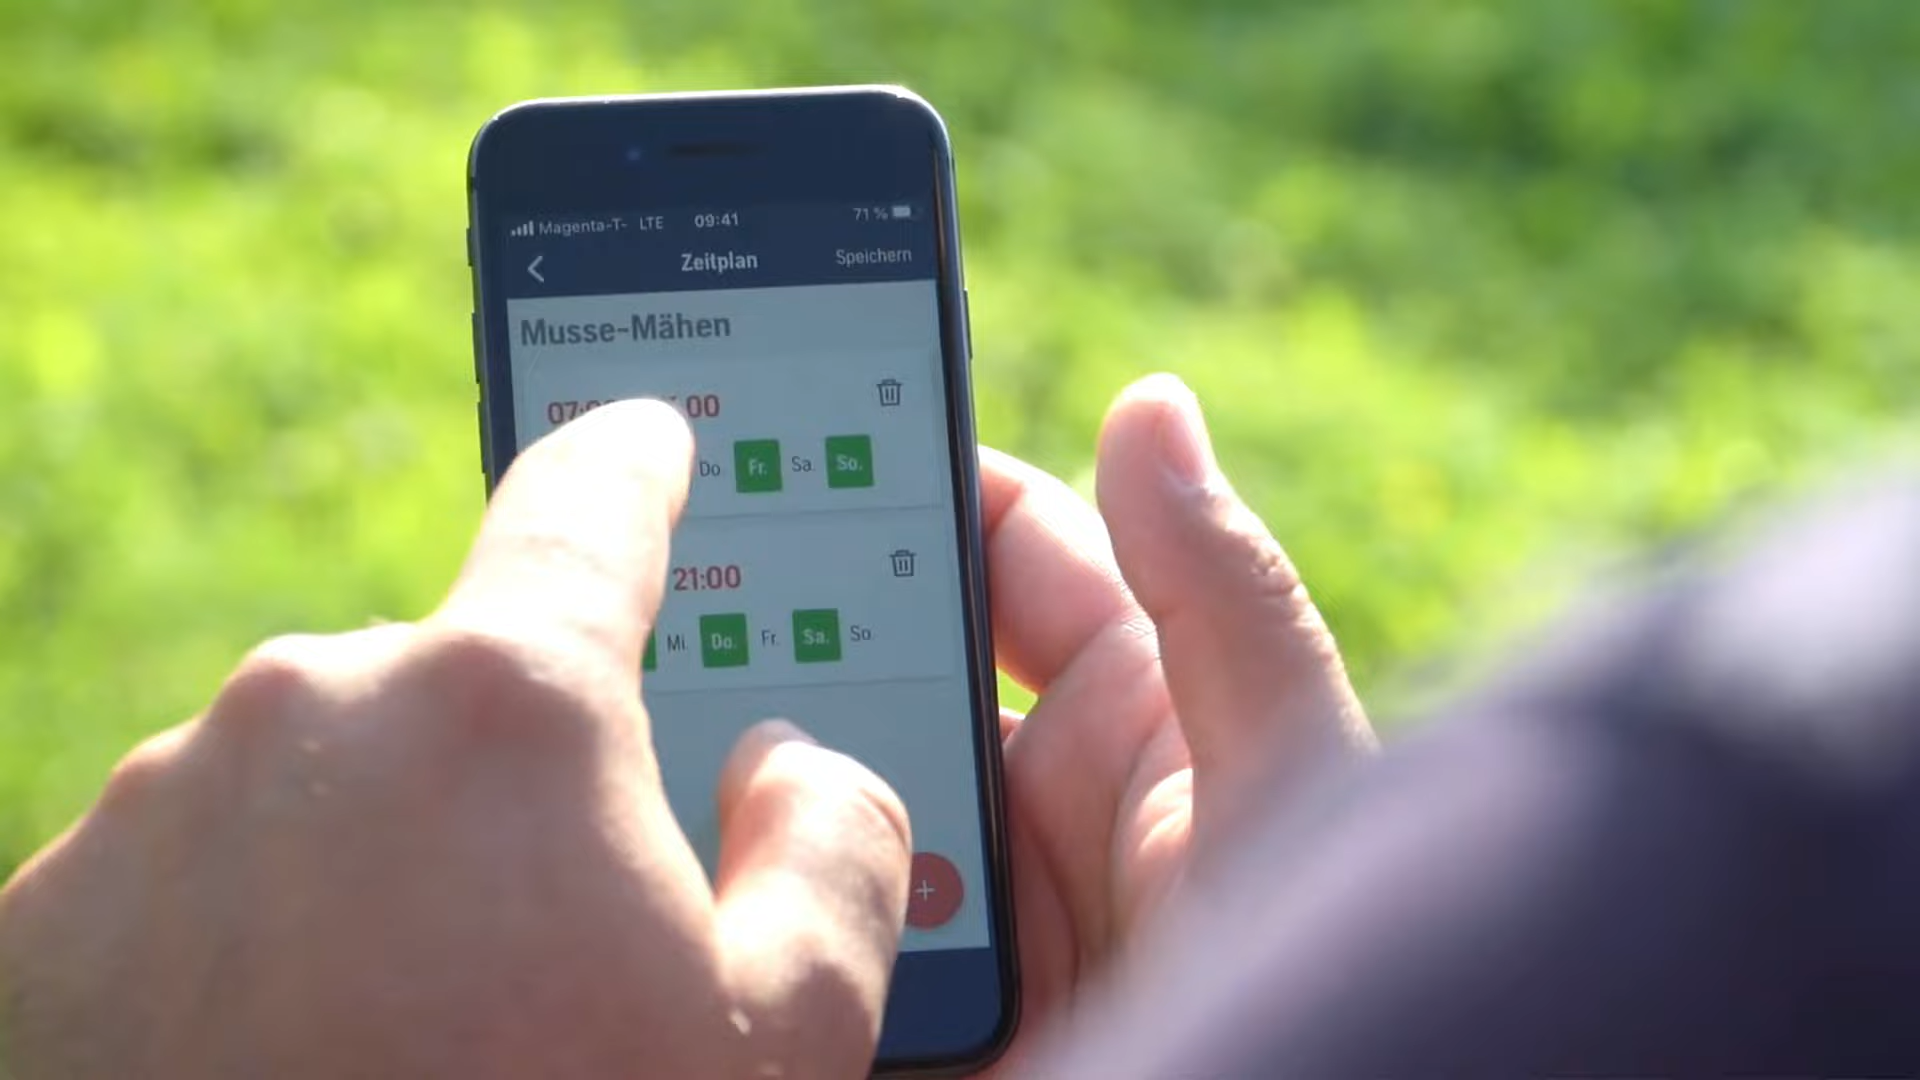 Magenta-T- LTE 09:41 71 %
Zeitplan Speichern
Musse-Mähen
00
Do Fr. Sa. So.
21:00
Mi. Do. Fr. Sa. So.
+